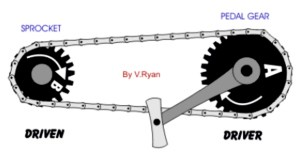 PEDAL GEAR
SPROCKET
By V.Ryan
A
B
DRIVEN
DRIVER